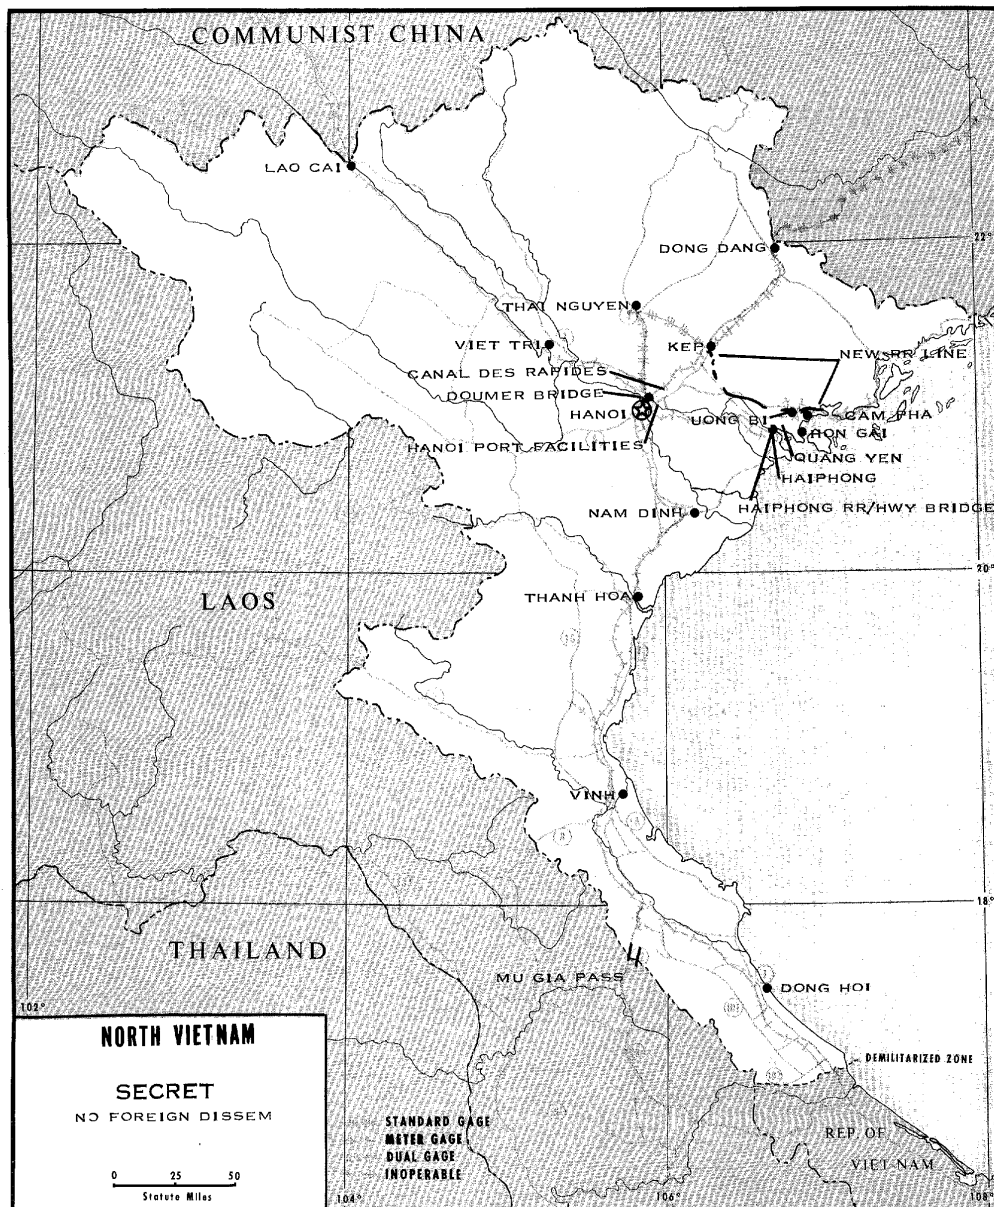 COMMUNIST CHINA
LAO CAI
DONG DANG
22°
THAI NGUYEN
VIET TRI
KEP
NEW RR LINE
CANAL DES RAPIDES
DOUMER BRIDGE
HANOI
UONG BI
CAM PHA
HON GAI
HANOI PORT FACILITIES
QUANG YEN
HAIPHONG
NAM DINH
HAIPHONG RR/HWY BRIDGE
20°
LAOS
THANH HOA
VINH
8
18°
THAILAND
MU GIA PASS
DONG HOI
102°
NORTH VIETNAM
DEMILITARIZED ZONE
SECRET
NO FOREIGN DISSEM
STANDARD GAGE
METER GAGE
DUAL GAGE
INOPERABLE
REP. OF
VIET NAM
0 25 50
Statute Miles
104°
106°
108°